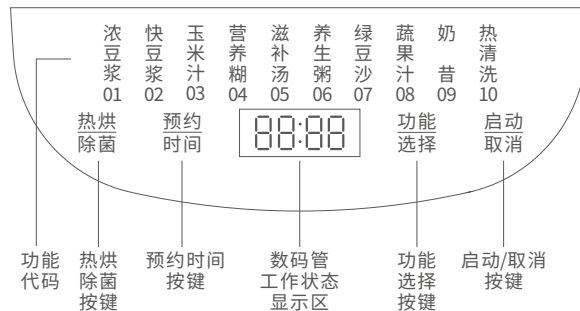 浓豆浆 快豆浆 玉米汁 营养糊 滋补汤 养生粥 绿豆沙 蔬果汁 奶昔 热清洗
01 02 03 04 05 06 07 08 09 10
热烘除菌 预约时间 88:88 功能选择 启动取消
功能代码
热烘除菌按键
预约时间按键
数码管工作状态显示区
功能选择按键
启动/取消按键